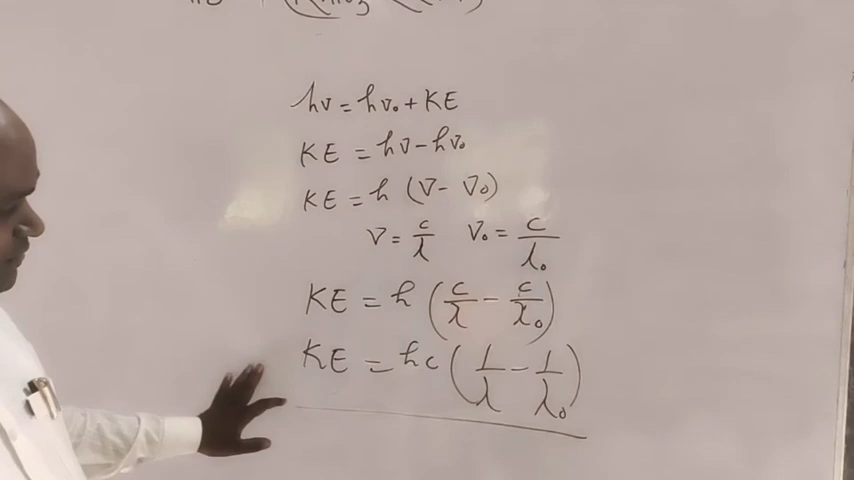 hν = hν₀ + KE
KE = hν - hν₀
KE = h (ν - ν₀)
ν = c/λ ν₀ = c/λ₀
KE = h (c/λ - c/λ₀)
KE = hc (1/λ - 1/λ₀)